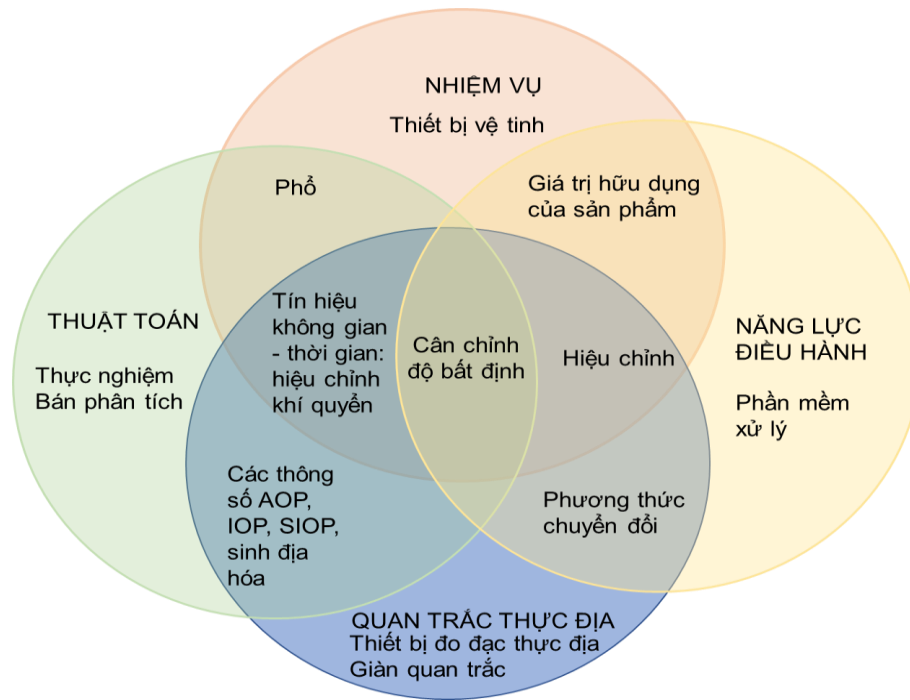 NHIỆM VỤ
Thiết bị vệ tinh
Phổ
Giá trị hữu dụng
của sản phẩm
THUẬT TOÁN
Thực nghiệm
Bán phân tích
Tín hiệu
không gian
- thời gian:
hiệu chỉnh
khí quyển
Cân chỉnh
độ bất định
Hiệu chỉnh
NĂNG LỰC
ĐIỀU HÀNH
Phần mềm
xử lý
Các thông
số AOP,
IOP, SIOP,
sinh địa
hóa
Phương thức
chuyển đổi
QUAN TRẮC THỰC ĐỊA
Thiết bị đo đạc thực địa
Giàn quan trắc